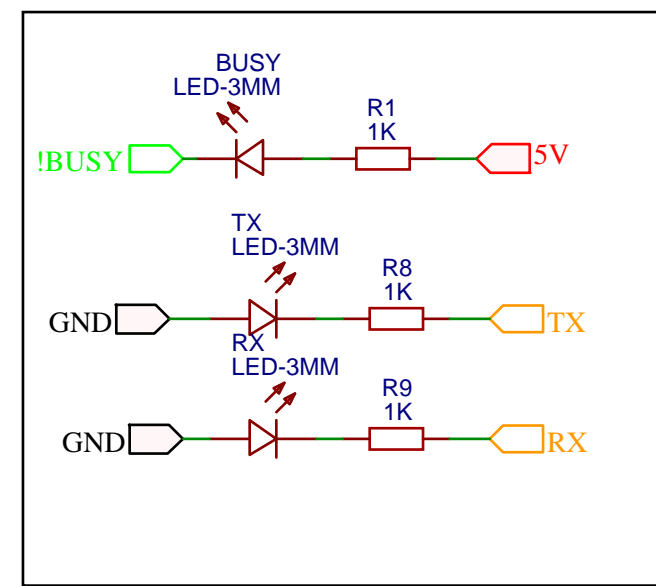 BUSY
LED-3MM
R1
1K
!BUSY
5V
TX
LED-3MM
R8
1K
GND
TX
RX
LED-3MM
R9
1K
GND
RX